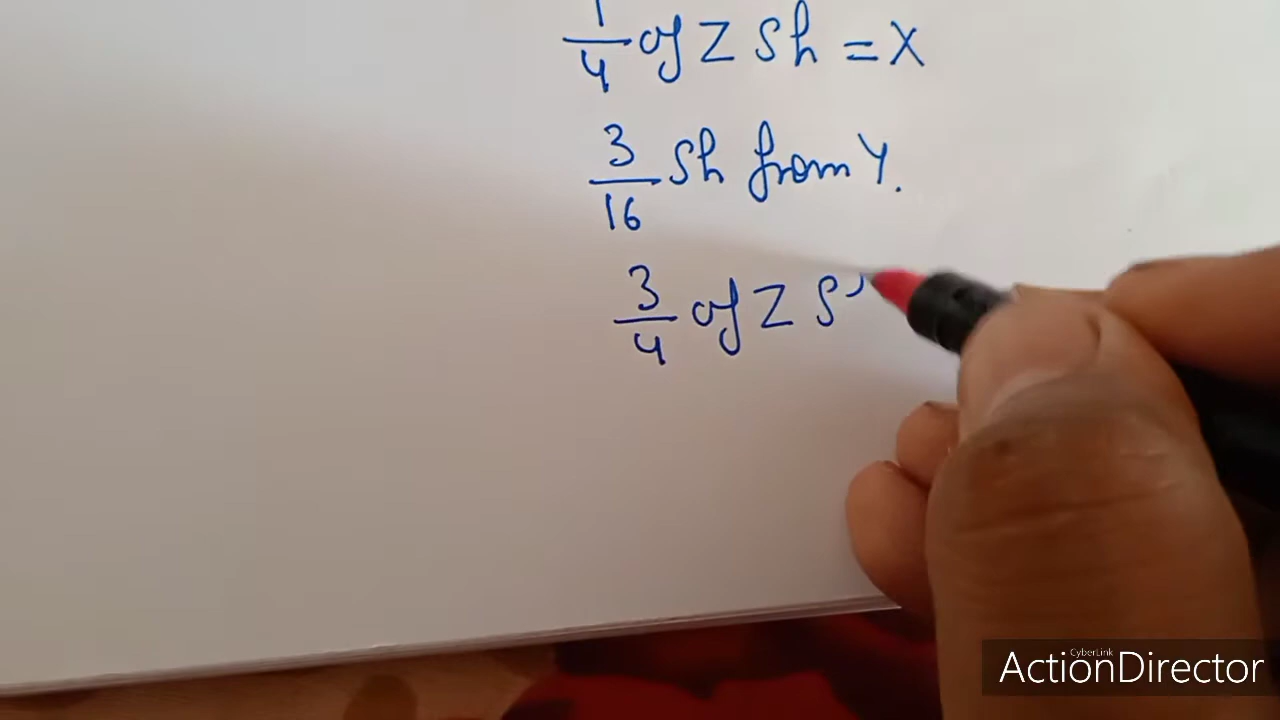 1/4 of Z Sh = X
3/16 Sh from Y.
3/4 of Z S
CyberLink
ActionDirector